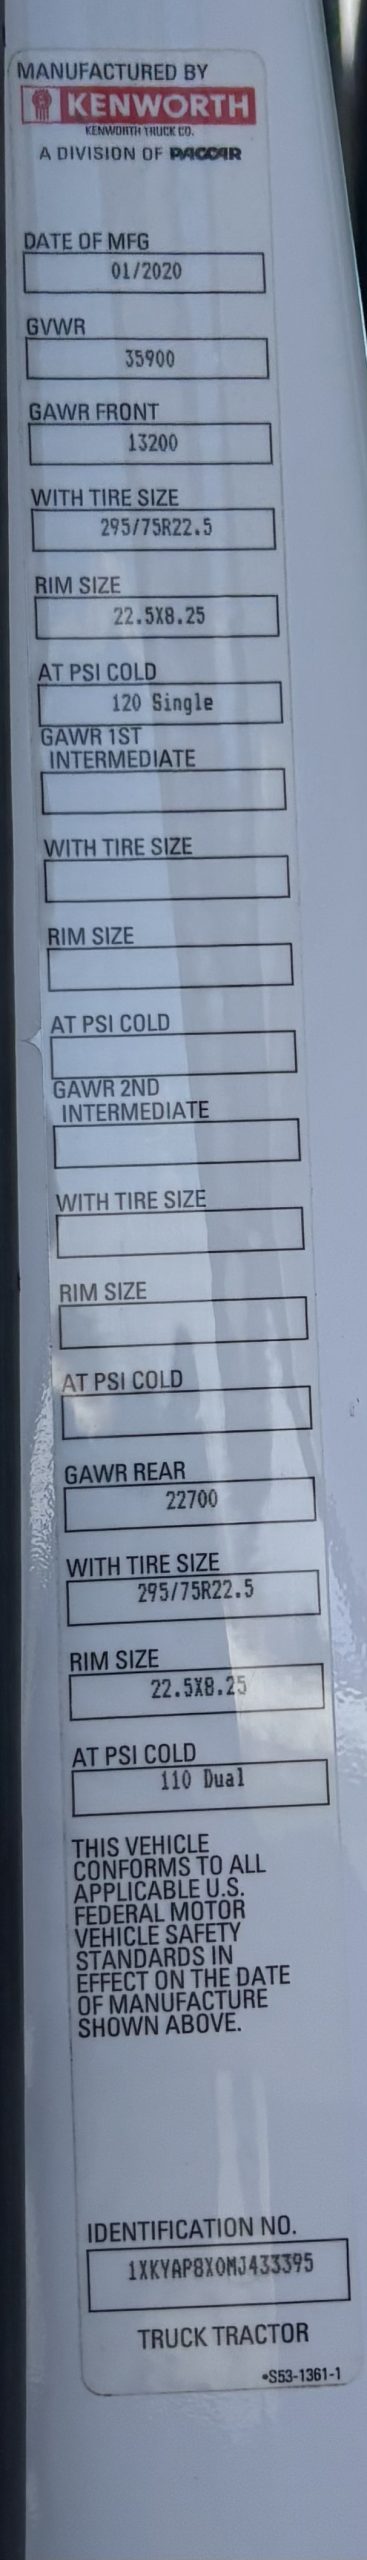 MANUFACTURED BY
KENWORTH
KENWORTH TRUCK CO.
A DIVISION OF PACCAR
DATE OF MFG
01/2020
GVWR
35900
GAWR FRONT
13200
WITH TIRE SIZE
295/75R22.5
RIM SIZE
22.5X8.25
AT PSI COLD
120 Single
GAWR 1ST
INTERMEDIATE
WITH TIRE SIZE
RIM SIZE
AT PSI COLD
GAWR 2ND
INTERMEDIATE
WITH TIRE SIZE
RIM SIZE
AT PSI COLD
GAWR REAR
22700
WITH TIRE SIZE
295/75R22.5
RIM SIZE
22.5X8.25
AT PSI COLD
110 Dual
THIS VEHICLE
CONFORMS TO ALL
APPLICABLE U.S.
FEDERAL MOTOR
VEHICLE SAFETY
STANDARDS IN
EFFECT ON THE DATE
OF MANUFACTURE
SHOWN ABOVE.
IDENTIFICATION NO.
1XKYAP8X0MJ433395
TRUCK TRACTOR
•S53-1361-1